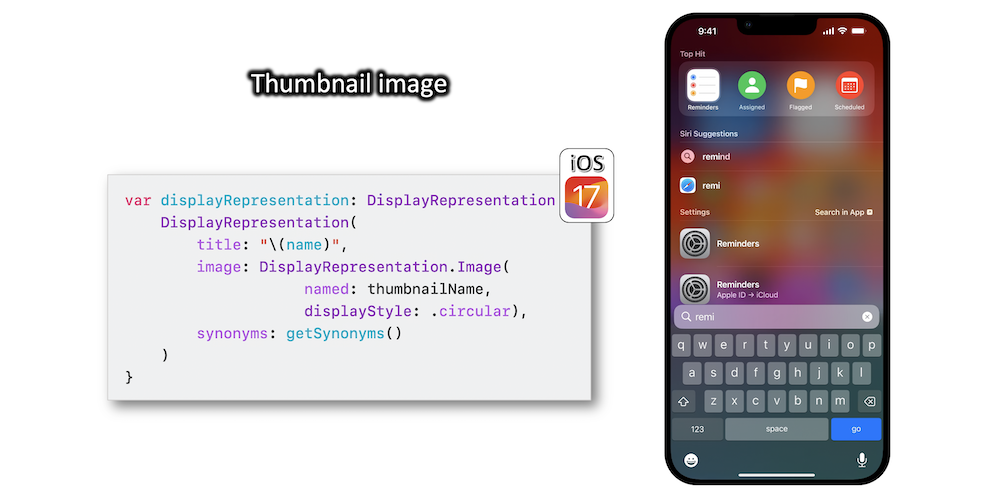 Thumbnail image
var displayRepresentation: DisplayRepresentation
DisplayRepresentation(
title: "\(name)",
image: DisplayRepresentation.Image(
named: thumbnailName,
displayStyle: .circular),
synonyms: getSynonyms()
)
}
iOS
17
9:41
Top Hit
Reminders Assigned Flagged Scheduled
Siri Suggestions
remind
remi
Settings Search in App
Reminders
Reminders
Apple ID → iCloud
remi
q w e r t y u i o p
a s d f g h j k l
z x c v b n m
123 space go